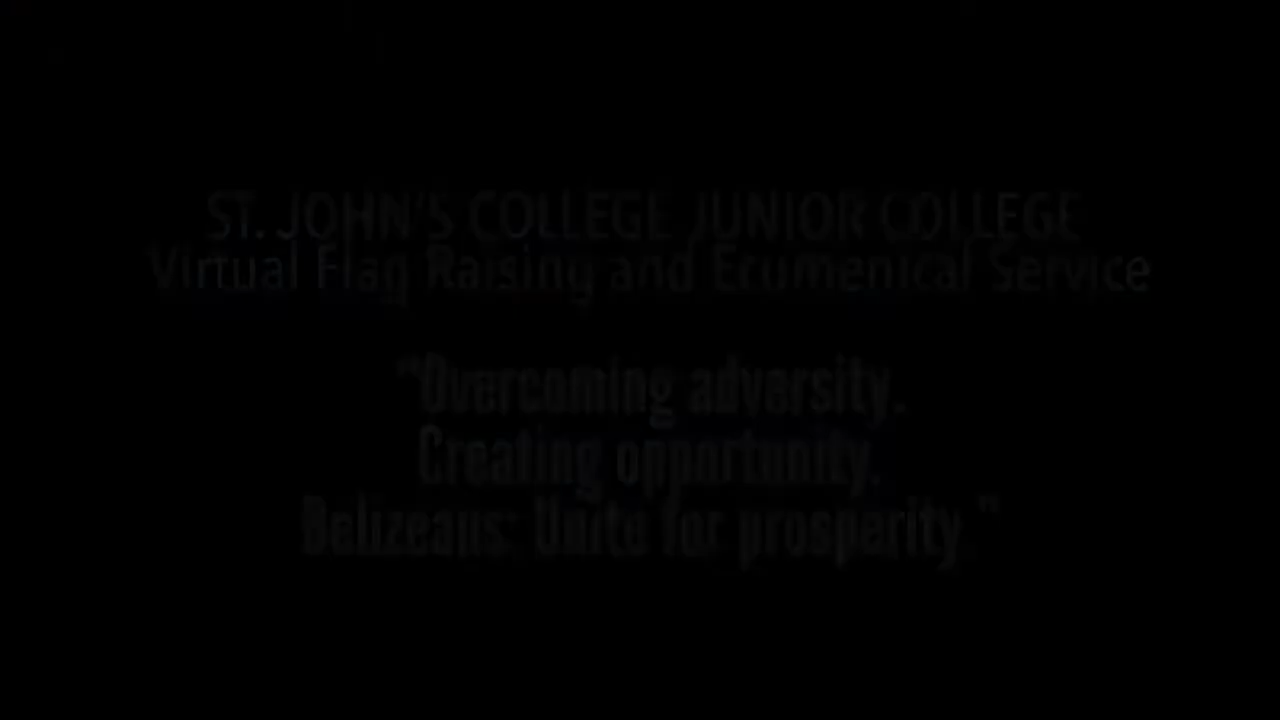 ST. JOHN'S COLLEGE JUNIOR COLLEGE
Virtual Flag Raising and Ecumenical Service
"Overcoming adversity.
Creating opportunity.
Belizeans: Unite for prosperity."